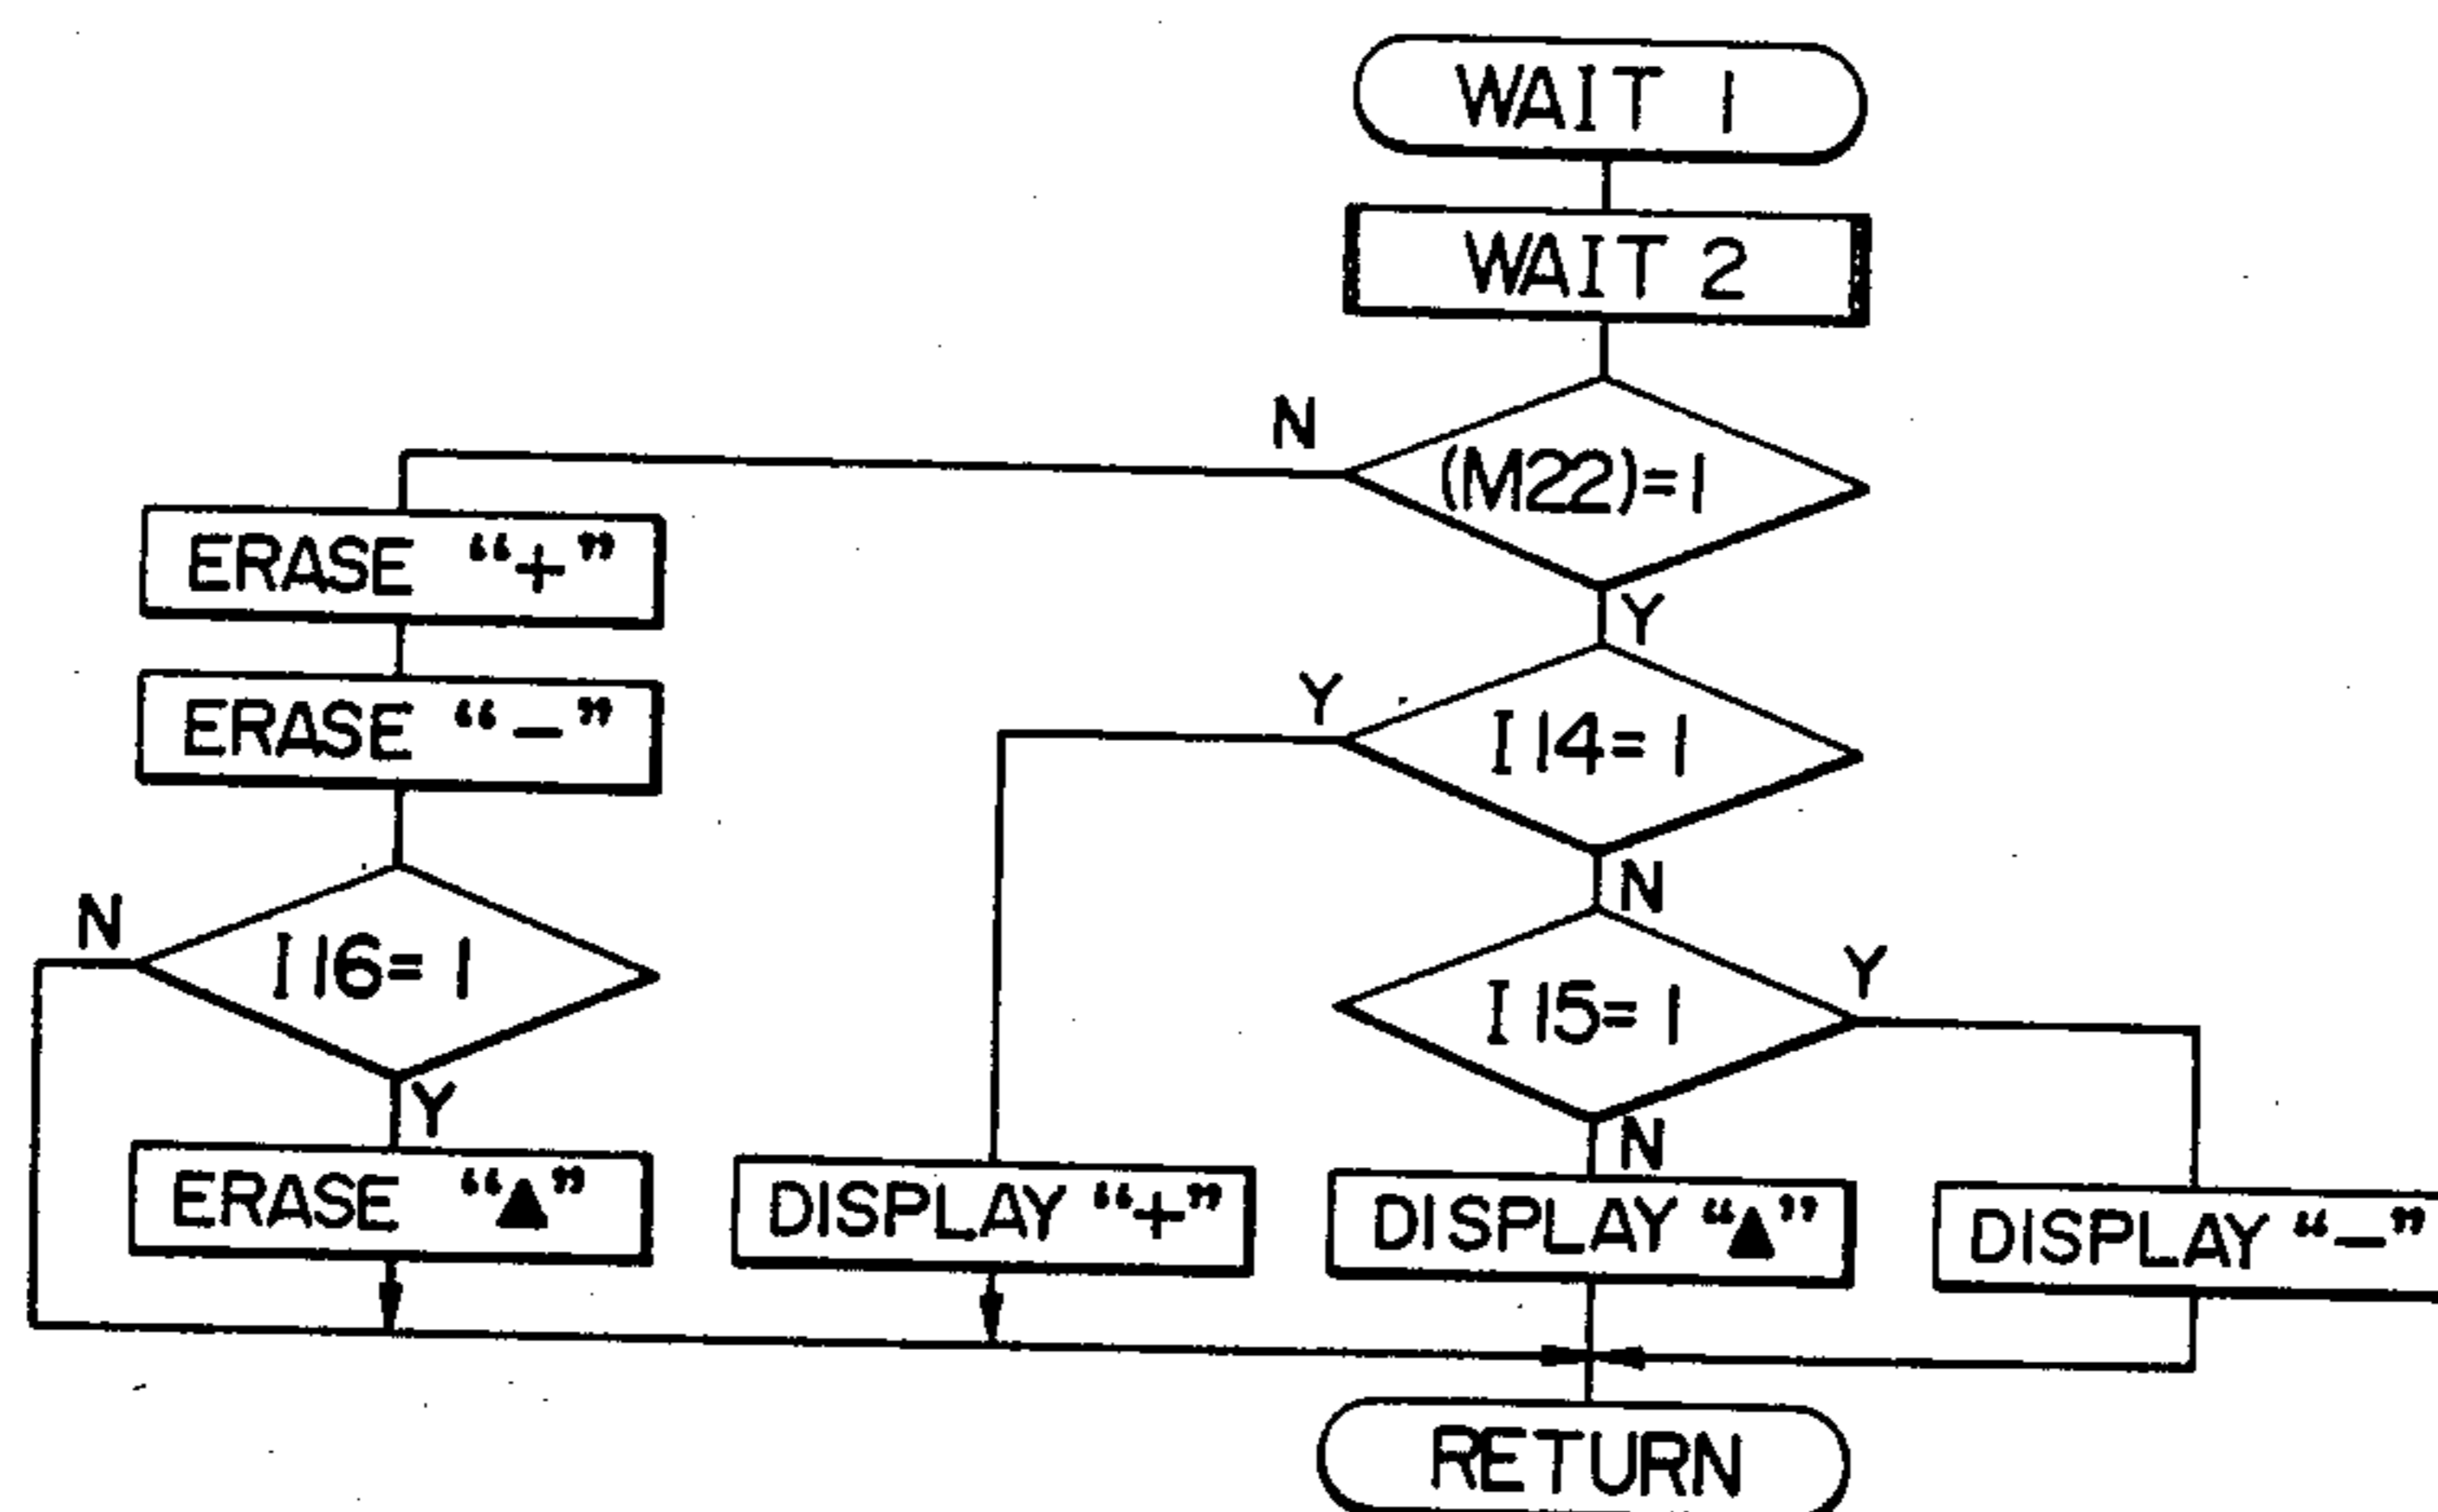 WAIT 1
WAIT 2
N
(M22)=1
Y
ERASE “+”
ERASE “−”
Y
I14=1
N
N
I16=1
Y
I15=1
Y
N
ERASE “▲”
DISPLAY “+”
DISPLAY “▲”
DISPLAY “−”
RETURN